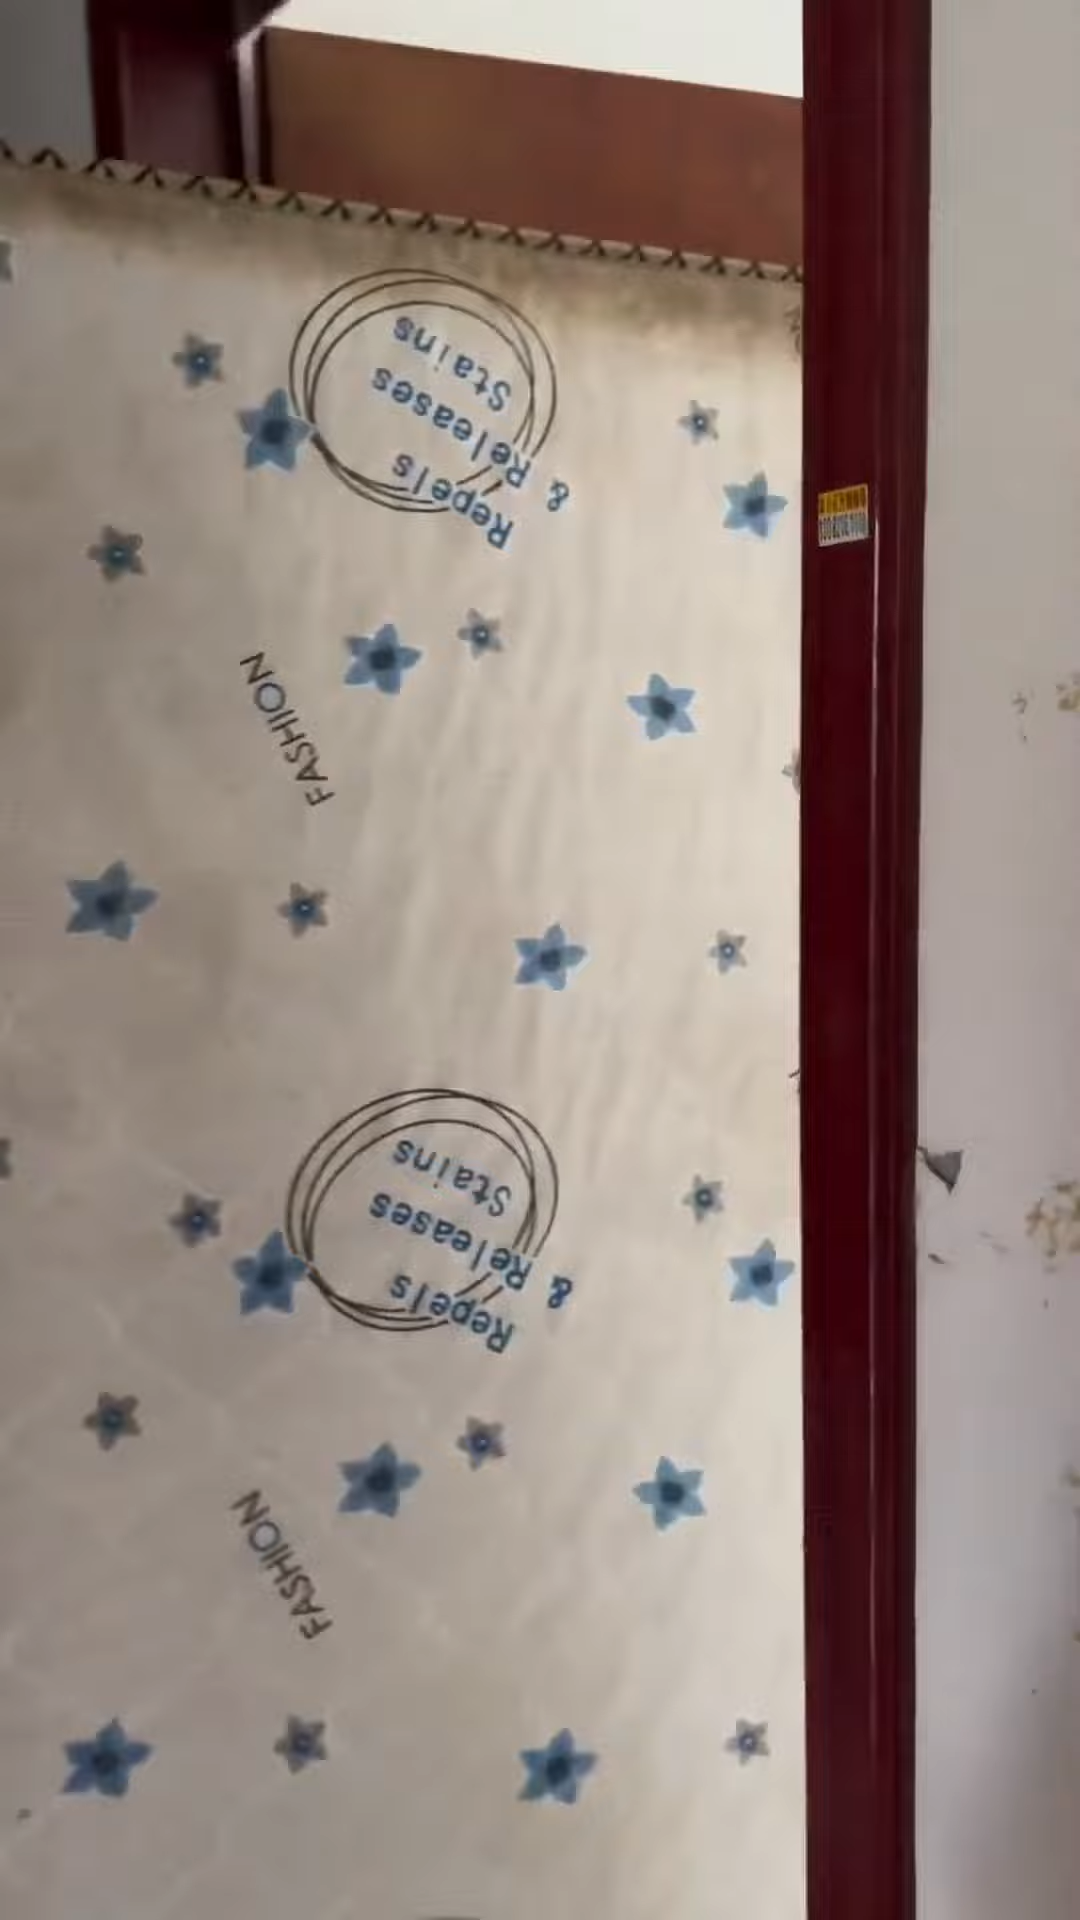 Repels
& Releases
Stains
FASHION
Repels
& Releases
Stains
FASHION